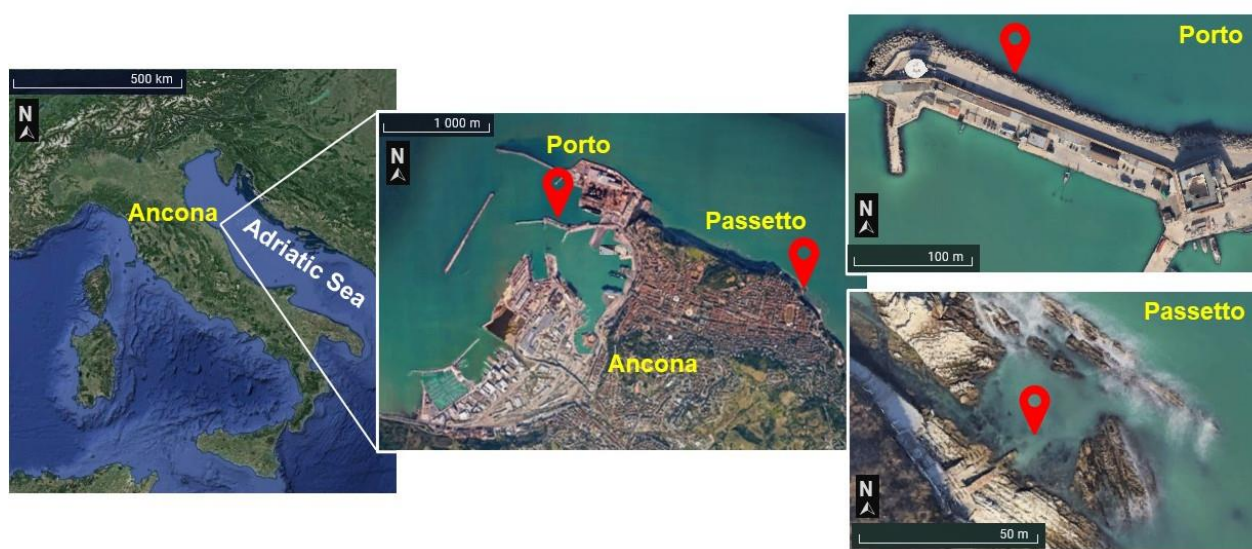 500 km
N
Ancona
Adriatic Sea
1 000 m
N
Porto
Passetto
Ancona
Porto
N
100 m
Passetto
N
50 m